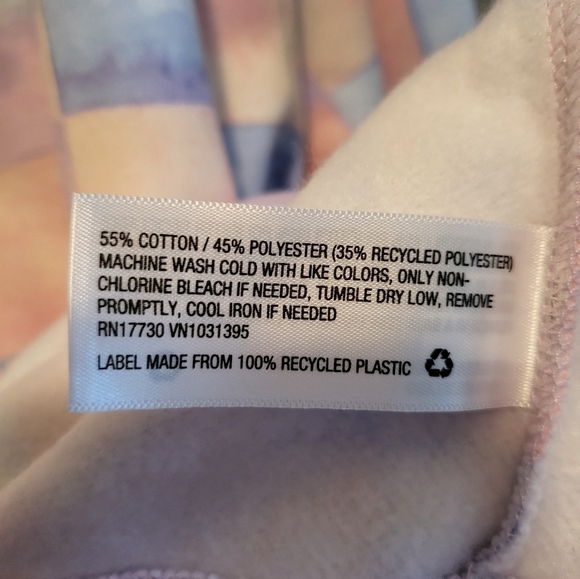 55% COTTON / 45% POLYESTER (35% RECYCLED POLYESTER)
MACHINE WASH COLD WITH LIKE COLORS, ONLY NON-
CHLORINE BLEACH IF NEEDED, TUMBLE DRY LOW, REMOVE
PROMPTLY, COOL IRON IF NEEDED
RN17730 VN1031395
LABEL MADE FROM 100% RECYCLED PLASTIC